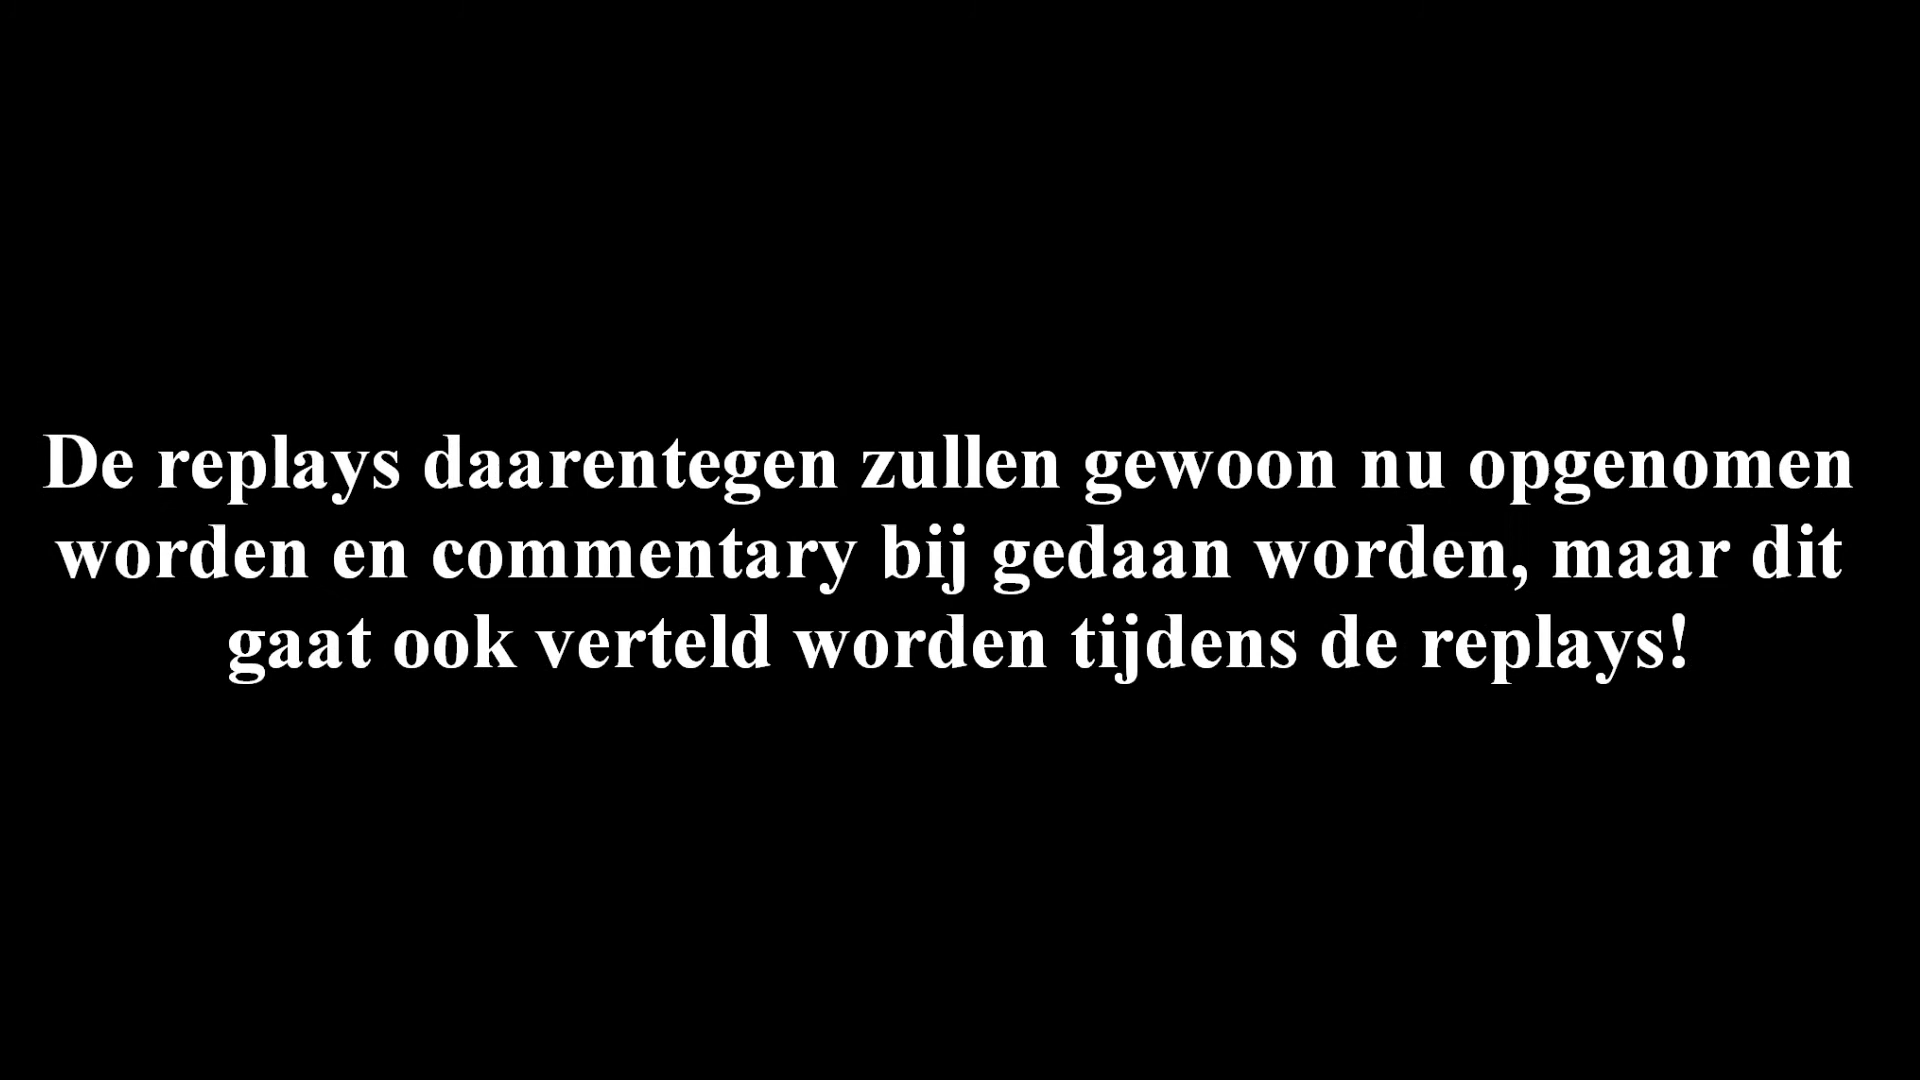 De replays daarentegen zullen gewoon nu opgenomen
worden en commentary bij gedaan worden, maar dit
gaat ook verteld worden tijdens de replays!